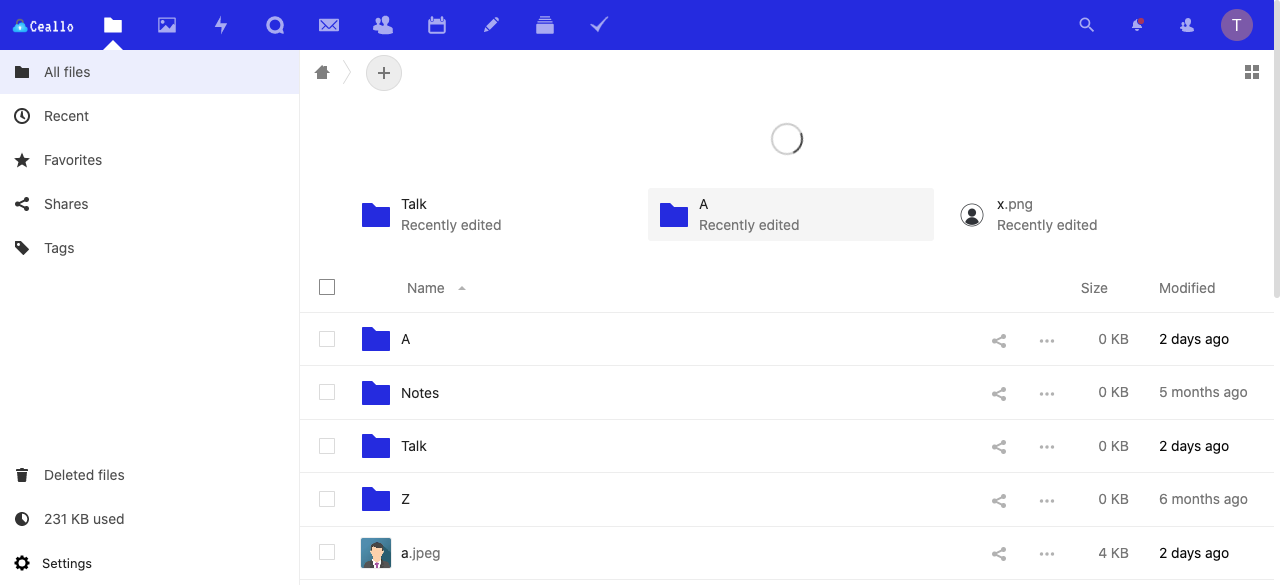 Ceallo
T
All files
Recent
Favorites
Shares
Tags
Deleted files
231 KB used
Settings
Talk
Recently edited
A
Recently edited
x.png
Recently edited
Name Size Modified
A 0 KB 2 days ago
Notes 0 KB 5 months ago
Talk 0 KB 2 days ago
Z 0 KB 6 months ago
a.jpeg 4 KB 2 days ago